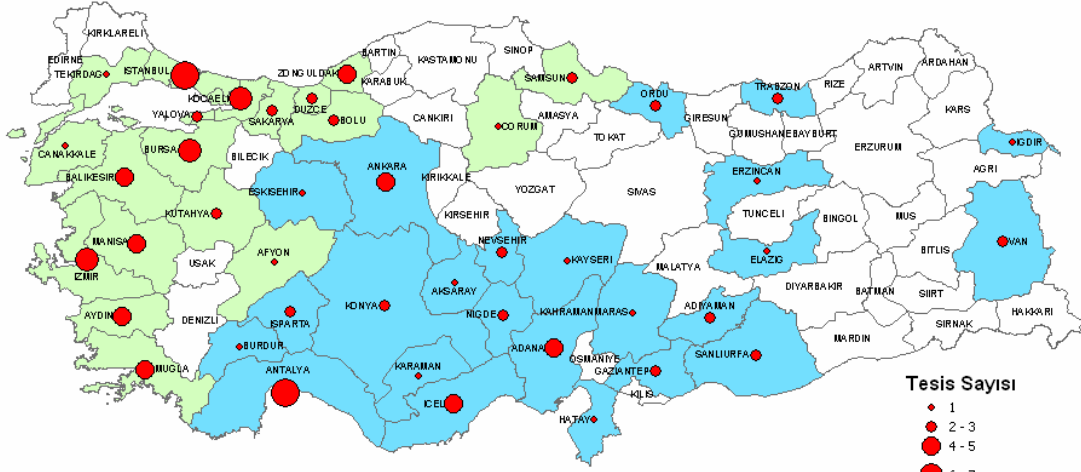 KIRKLARELI
EDIRNE
TEKIRDAG
ISTANBUL
KOCAELI
YALOVA
SAKARYA
DUZCE
ZONGULDAK
BARTIN
KARABUK
BOLU
KASTAMONU
SINOP
SAMSUN
CANKIRI
CORUM
AMASYA
TOKAT
ORDU
GIRESUN
TRABZON
GUMUSHANE
BAYBURT
RIZE
ARTVIN
ARDAHAN
KARS
IGDIR
ERZURUM
AGRI
CANAKKALE
BALIKESIR
BURSA
BILECIK
ESKISEHIR
ANKARA
KIRIKKALE
YOZGAT
SIVAS
ERZINCAN
TUNCELI
BINGOL
MUS
BITLIS
VAN
KUTAHYA
MANISA
IZMIR
USAK
AFYON
KIRSEHIR
NEVSEHIR
KAYSERI
MALATYA
ELAZIG
DIYARBAKIR
BATMAN
SIIRT
HAKKARI
SIRNAK
MARDIN
AYDIN
DENIZLI
ISPARTA
BURDUR
MUGLA
ANTALYA
KONYA
AKSARAY
NIGDE
KARAMAN
ICEL
ADANA
KAHRAMANMARAS
OSMANIYE
GAZIANTEP
KILIS
HATAY
ADIYAMAN
SANLIURFA
Tesis Sayısı
1
2 - 3
4 - 5